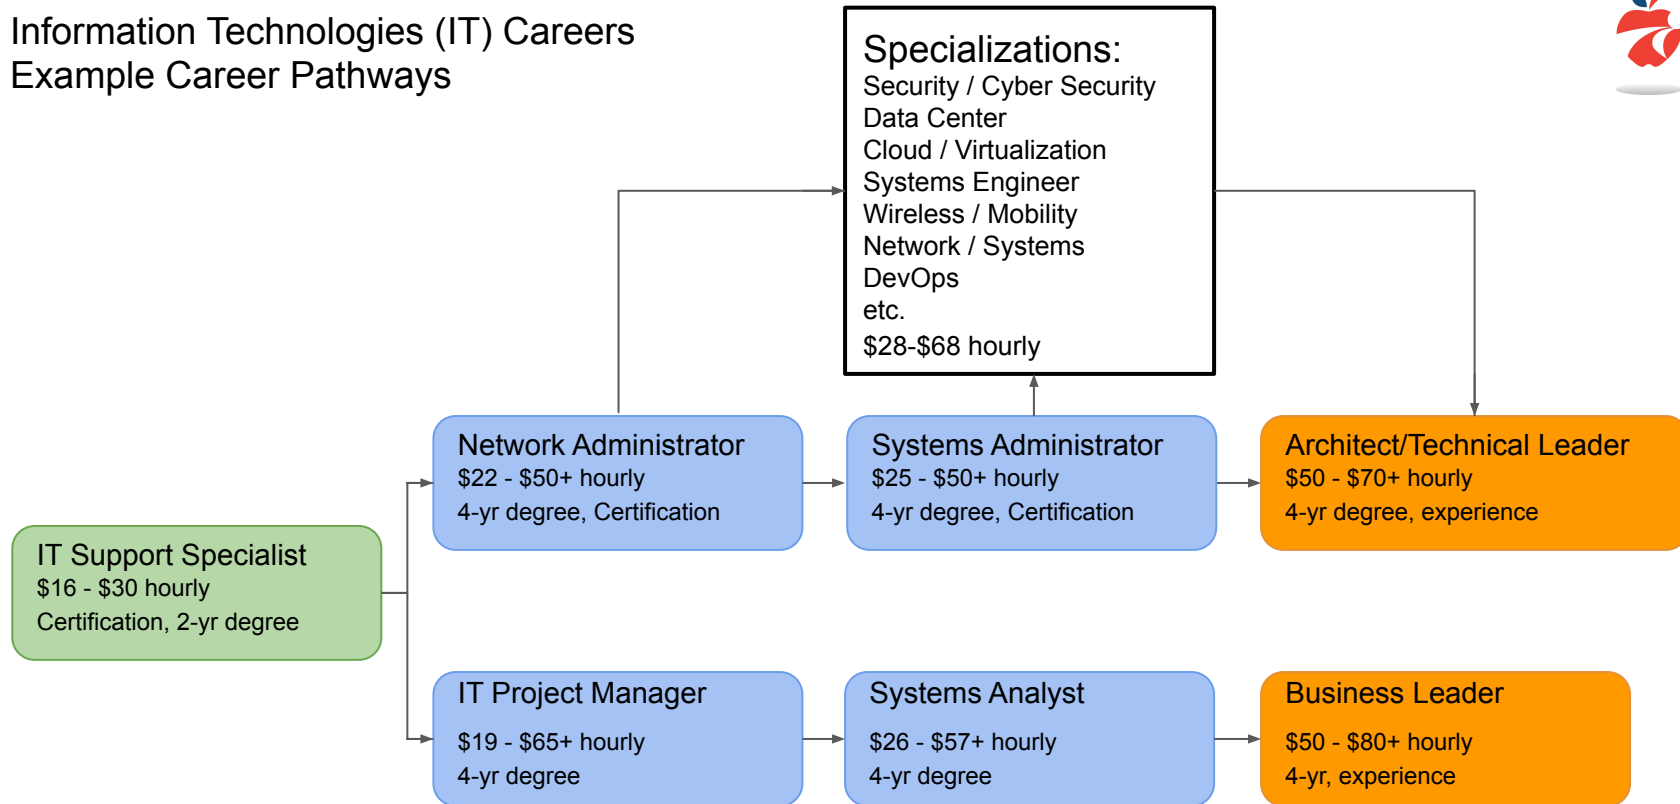 Information Technologies (IT) Careers
Example Career Pathways
Specializations:
Security / Cyber Security
Data Center
Cloud / Virtualization
Systems Engineer
Wireless / Mobility
Network / Systems
DevOps
etc.
$28-$68 hourly
Network Administrator
$22 - $50+ hourly
4-yr degree, Certification
Systems Administrator
$25 - $50+ hourly
4-yr degree, Certification
Architect/Technical Leader
$50 - $70+ hourly
4-yr degree, experience
IT Support Specialist
$16 - $30 hourly
Certification, 2-yr degree
IT Project Manager
$19 - $65+ hourly
4-yr degree
Systems Analyst
$26 - $57+ hourly
4-yr degree
Business Leader
$50 - $80+ hourly
4-yr, experience